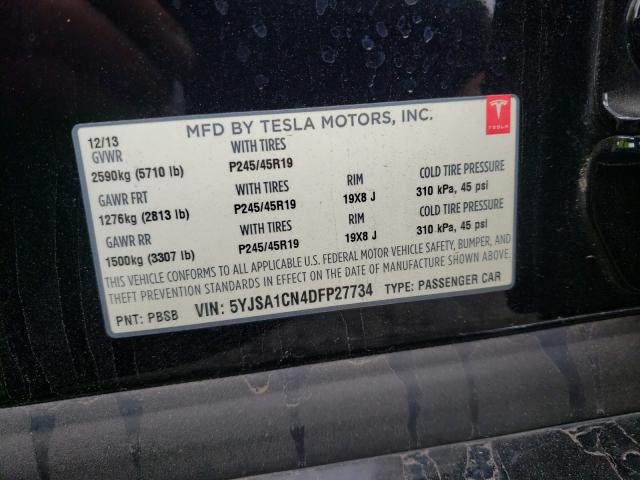 MFD BY TESLA MOTORS, INC.
TESLA
12/13
GVWR WITH TIRES
2590kg (5710 lb) P245/45R19
GAWR FRT WITH TIRES RIM COLD TIRE PRESSURE
1276kg (2813 lb) P245/45R19 19X8 J 310 kPa, 45 psi
GAWR RR WITH TIRES RIM COLD TIRE PRESSURE
1500kg (3307 lb) P245/45R19 19X8 J 310 kPa, 45 psi
THIS VEHICLE CONFORMS TO ALL APPLICABLE U.S. FEDERAL MOTOR VEHICLE SAFETY, BUMPER, AND
THEFT PREVENTION STANDARDS IN EFFECT ON THE DATE OF MANUFACTURE SHOWN ABOVE.
PNT: PBSB VIN: 5YJSA1CN4DFP27734 TYPE: PASSENGER CAR